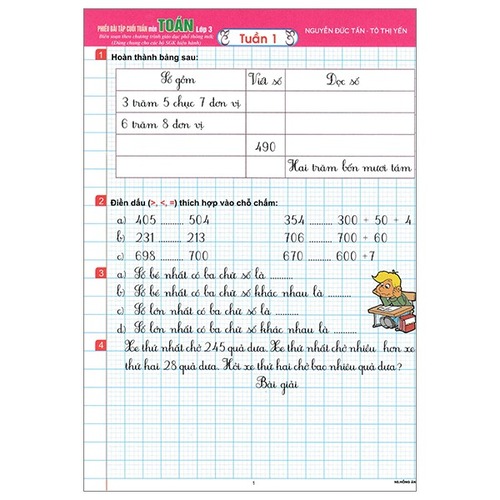 PHIẾU BÀI TẬP CUỐI TUẦN môn TOÁN Lớp 3
Biên soạn theo chương trình giáo dục phổ thông mới
(Dùng chung cho các bộ SGK hiện hành)
Tuần 1
NGUYỄN ĐỨC TẤN - TÔ THỊ YẾN
1 Hoàn thành bảng sau:
Số gồm Viết số Đọc số
3 trăm 5 chục 7 đơn vị
6 trăm 8 đơn vị
490
Hai trăm bốn mươi tám
2 Điền dấu (>, <, =) thích hợp vào chỗ chấm:
a) 405 .......... 504 354 .......... 300 + 50 + 4
b) 231 .......... 213 706 .......... 700 + 60
c) 698 .......... 700 670 .......... 600 +7
3 a) Số bé nhất có ba chữ số là ..........
b) Số bé nhất có ba chữ số khác nhau là ..........
c) Số lớn nhất có ba chữ số là ..........
d) Số lớn nhất có ba chữ số khác nhau là ..........
4 Xe thứ nhất chở 245 quả dưa. Xe thứ nhất chở nhiều hơn xe
thứ hai 28 quả dưa. Hỏi xe thứ hai chở bao nhiêu quả dưa?
Bài giải
1
NS.HỒNG ÂN